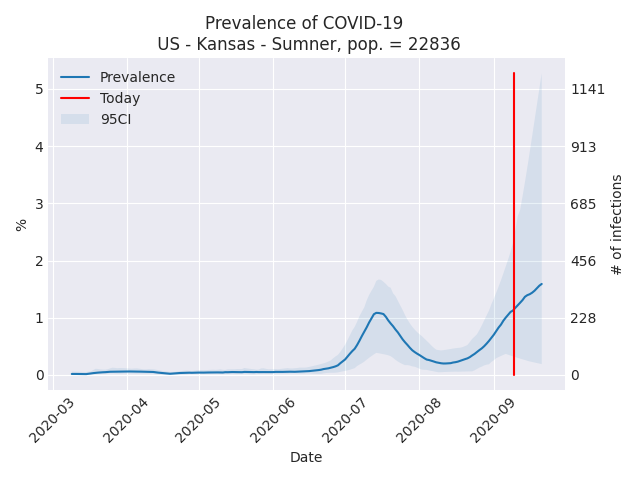 Prevalence of COVID-19
US - Kansas - Sumner, pop. = 22836
Prevalence
Today
95CI
%
5
4
3
2
1
0
1141
913
685
456
228
0
# of infections
2020-03
2020-04
2020-05
2020-06
2020-07
2020-08
2020-09
Date